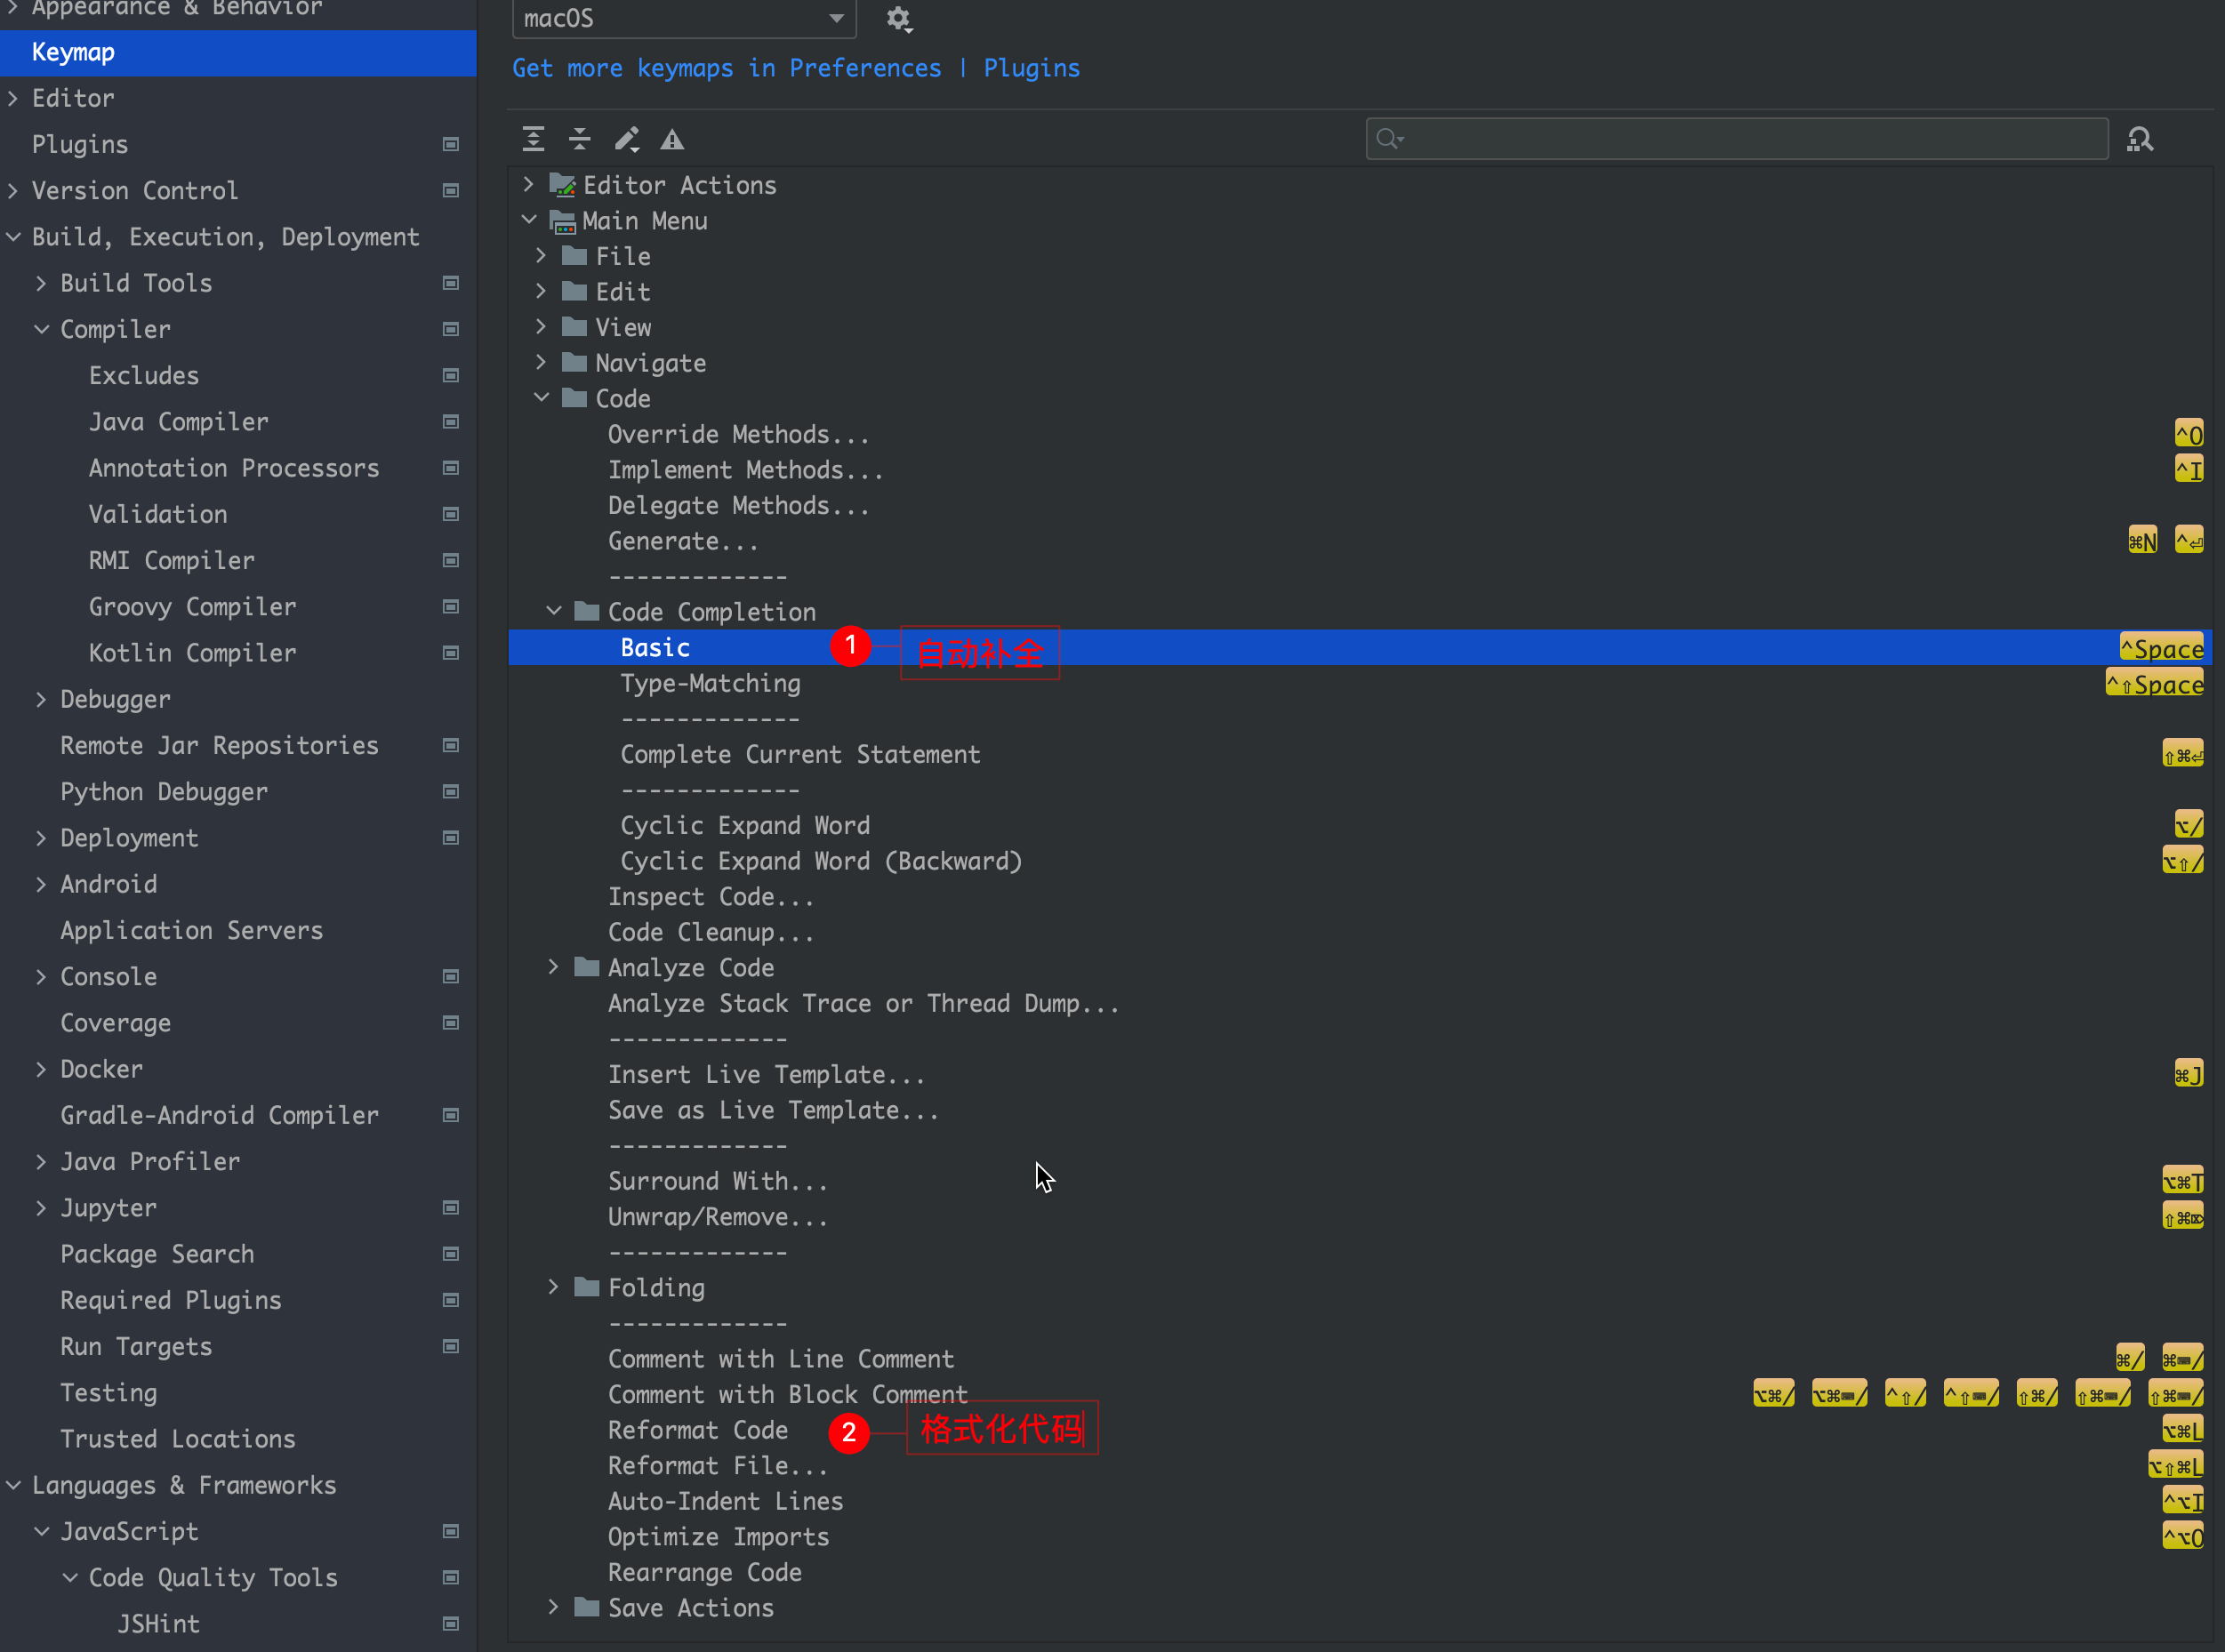 Appearance & Behavior
Keymap
Editor
Plugins
Version Control
Build, Execution, Deployment
Build Tools
Compiler
Excludes
Java Compiler
Annotation Processors
Validation
RMI Compiler
Groovy Compiler
Kotlin Compiler
Debugger
Remote Jar Repositories
Python Debugger
Deployment
Android
Application Servers
Console
Coverage
Docker
Gradle-Android Compiler
Java Profiler
Jupyter
Package Search
Required Plugins
Run Targets
Testing
Trusted Locations
Languages & Frameworks
JavaScript
Code Quality Tools
JSHint
macOS
Get more keymaps in Preferences | Plugins
Editor Actions
Main Menu
File
Edit
View
Navigate
Code
Override Methods... ^O
Implement Methods... ^I
Delegate Methods...
Generate... ⌘N ^⏎
-------------
Code Completion
Basic 1 自动补全 ^Space
Type-Matching ^⇧Space
-------------
Complete Current Statement ⇧⌘⏎
-------------
Cyclic Expand Word ⌥/
Cyclic Expand Word (Backward) ⌥⇧/
Inspect Code...
Code Cleanup...
Analyze Code
Analyze Stack Trace or Thread Dump...
-------------
Insert Live Template... ⌘J
Save as Live Template...
-------------
Surround With... ⌥⌘T
Unwrap/Remove... ⇧⌘⌦
-------------
Folding
-------------
Comment with Line Comment ⌘/ ⌘⌨/
Comment with Block Comment ⌥⌘/ ⌥⌘⌨/ ^⇧/ ^⇧⌨/ ⇧⌘/ ⇧⌘⌨/ ⇧⌘⌨/
Reformat Code 2 格式化代码 ⌥⌘L
Reformat File... ⌥⇧⌘L
Auto-Indent Lines ^⌥I
Optimize Imports ^⌥O
Rearrange Code
Save Actions